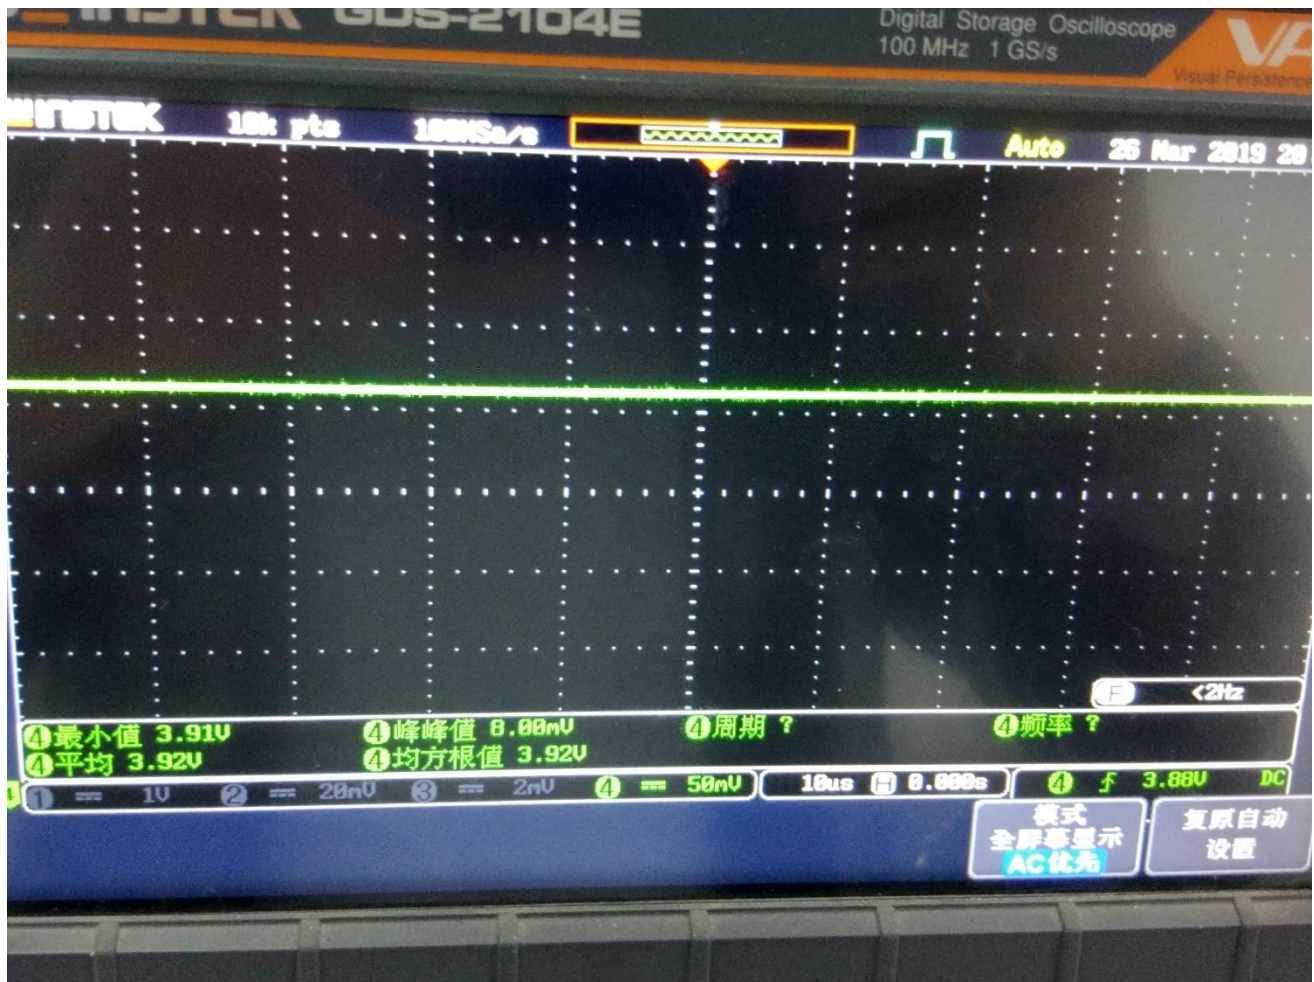 INSTEK GDS-2104E
Digital Storage Oscilloscope
100 MHz 1 GS/s
Visual Persistence
INSTEK 10k pts 100MSa/s Auto 26 Mar 2019 20
F <2Hz
4 最小值 3.91V 4 峰峰值 8.00mV 4 周期 ? 4 频率 ?
4 平均 3.92V 4 均方根值 3.92V
1 1V 2 20mV 3 2mV 4 50mV 10us H 0.000s 4 3.88V DC
模式
全屏幕显示
AC优先
复原自动
设置